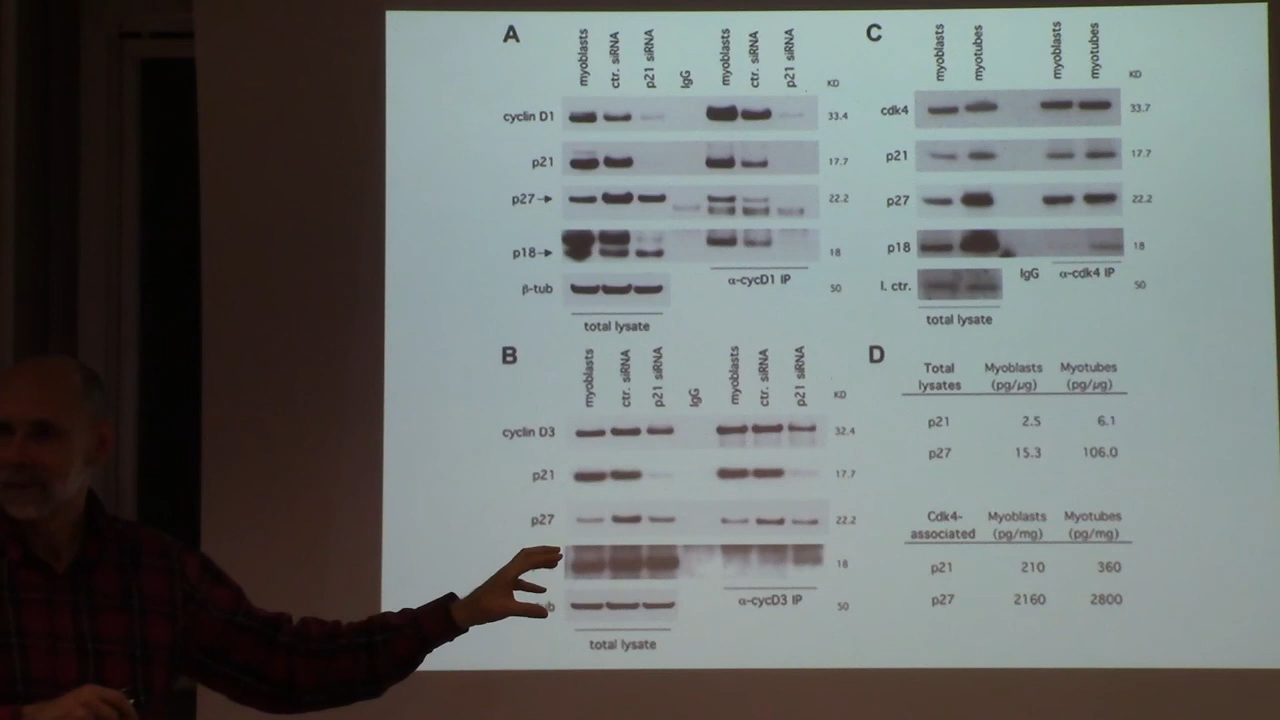 A
myoblasts ctr. siRNA p21 siRNA IgG myoblasts ctr. siRNA p21 siRNA KD
cyclin D1 33.4
p21 17.7
p27→ 22.2
p18→ 18
α-cycD1 IP
β-tub 50
total lysate
B
myoblasts ctr. siRNA p21 siRNA IgG myoblasts ctr. siRNA p21 siRNA KD
cyclin D3 32.4
p21 17.7
p27 22.2
18
α-cycD3 IP
ub 50
total lysate
C
myoblasts myotubes myoblasts myotubes KD
cdk4 33.7
p21 17.7
p27 22.2
p18 18
IgG α-cdk4 IP
l. ctr. 50
total lysate
D
Total Myoblasts Myotubes
lysates (pg/µg) (pg/µg)
p21 2.5 6.1
p27 15.3 106.0
Cdk4- Myoblasts Myotubes
associated (pg/mg) (pg/mg)
p21 210 360
p27 2160 2800